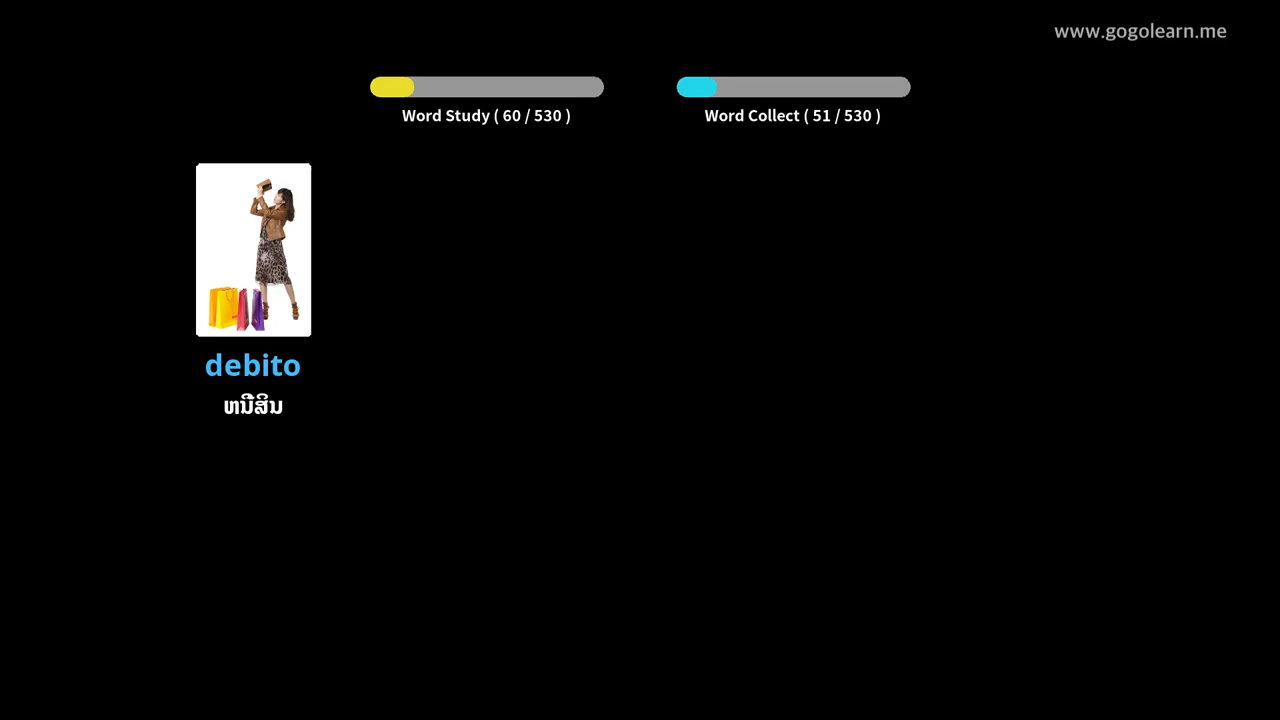 www.gogolearn.me
Word Study ( 60 / 530 )
Word Collect ( 51 / 530 )
debito
ຫນີ້ສິນ